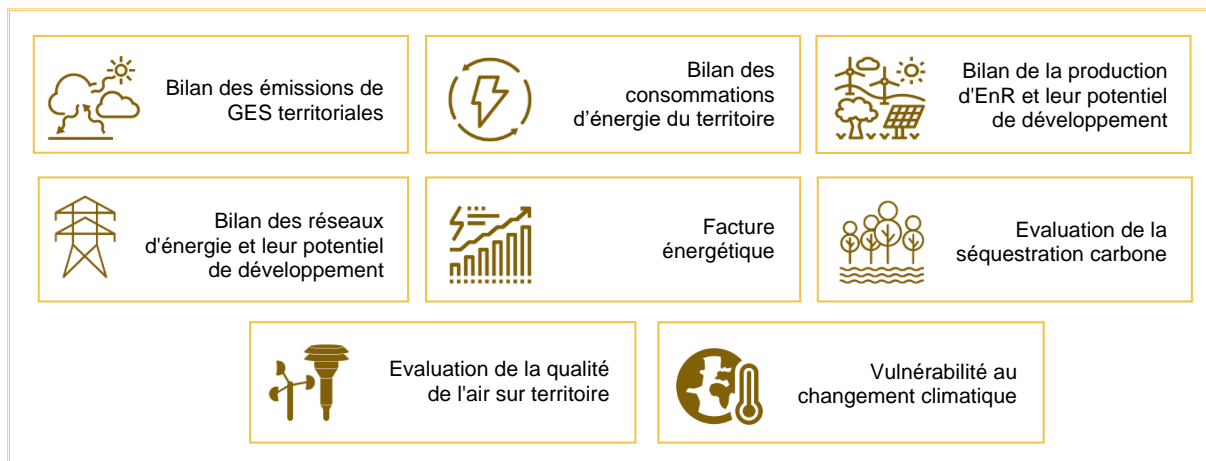 Bilan des émissions de
GES territoriales
Bilan des
consommations
d’énergie du territoire
Bilan de la production
d'EnR et leur potentiel
de développement
Bilan des réseaux
d'énergie et leur potentiel
de développement
Facture
énergétique
Evaluation de la
séquestration carbone
Evaluation de la qualité
de l'air sur territoire
Vulnérabilité au
changement climatique